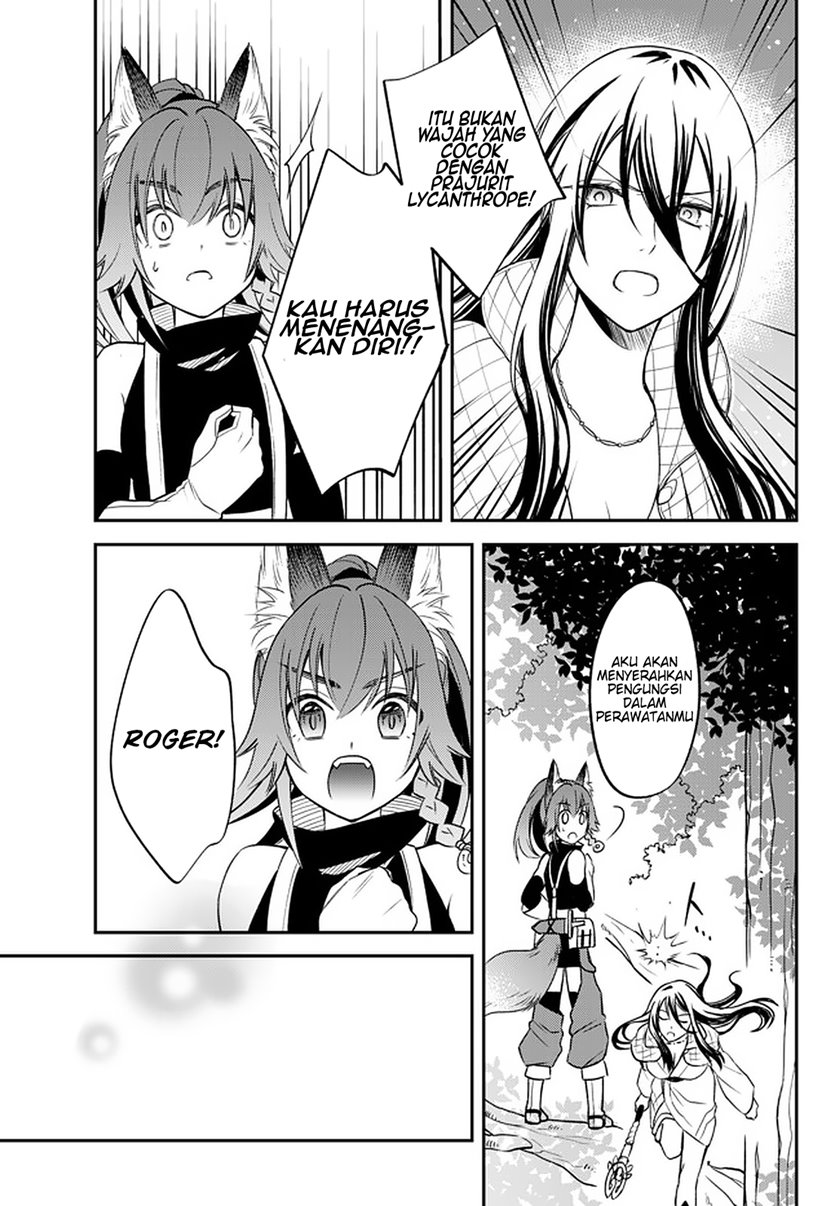 ITU BUKAN
WAJAH YANG
COCOK
DENGAN
PRAJURIT
LYCANTHROPE!
KAU HARUS
MENENANG-
KAN DIRI!!
AKU AKAN
MENYERAHKAN
PENGUNGSI
DALAM
PERAWATANMU
ト
ROGER!